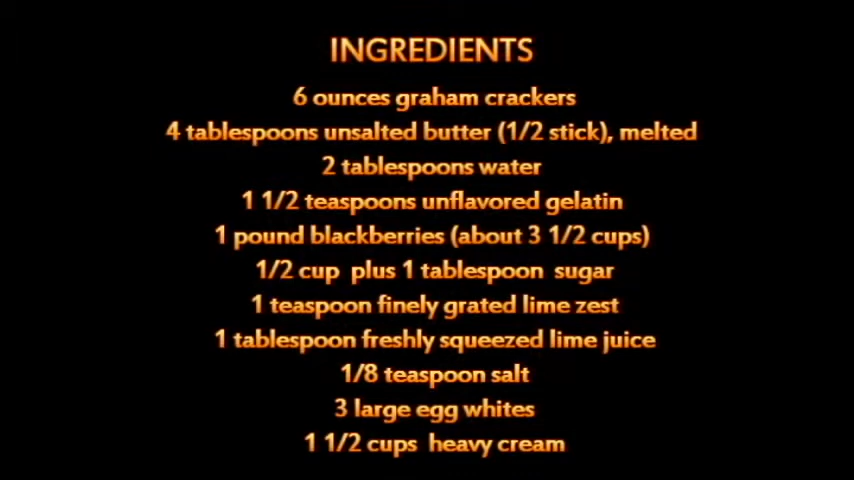 INGREDIENTS
6 ounces graham crackers
4 tablespoons unsalted butter (1/2 stick), melted
2 tablespoons water
1 1/2 teaspoons unflavored gelatin
1 pound blackberries (about 3 1/2 cups)
1/2 cup plus 1 tablespoon sugar
1 teaspoon finely grated lime zest
1 tablespoon freshly squeezed lime juice
1/8 teaspoon salt
3 large egg whites
1 1/2 cups heavy cream